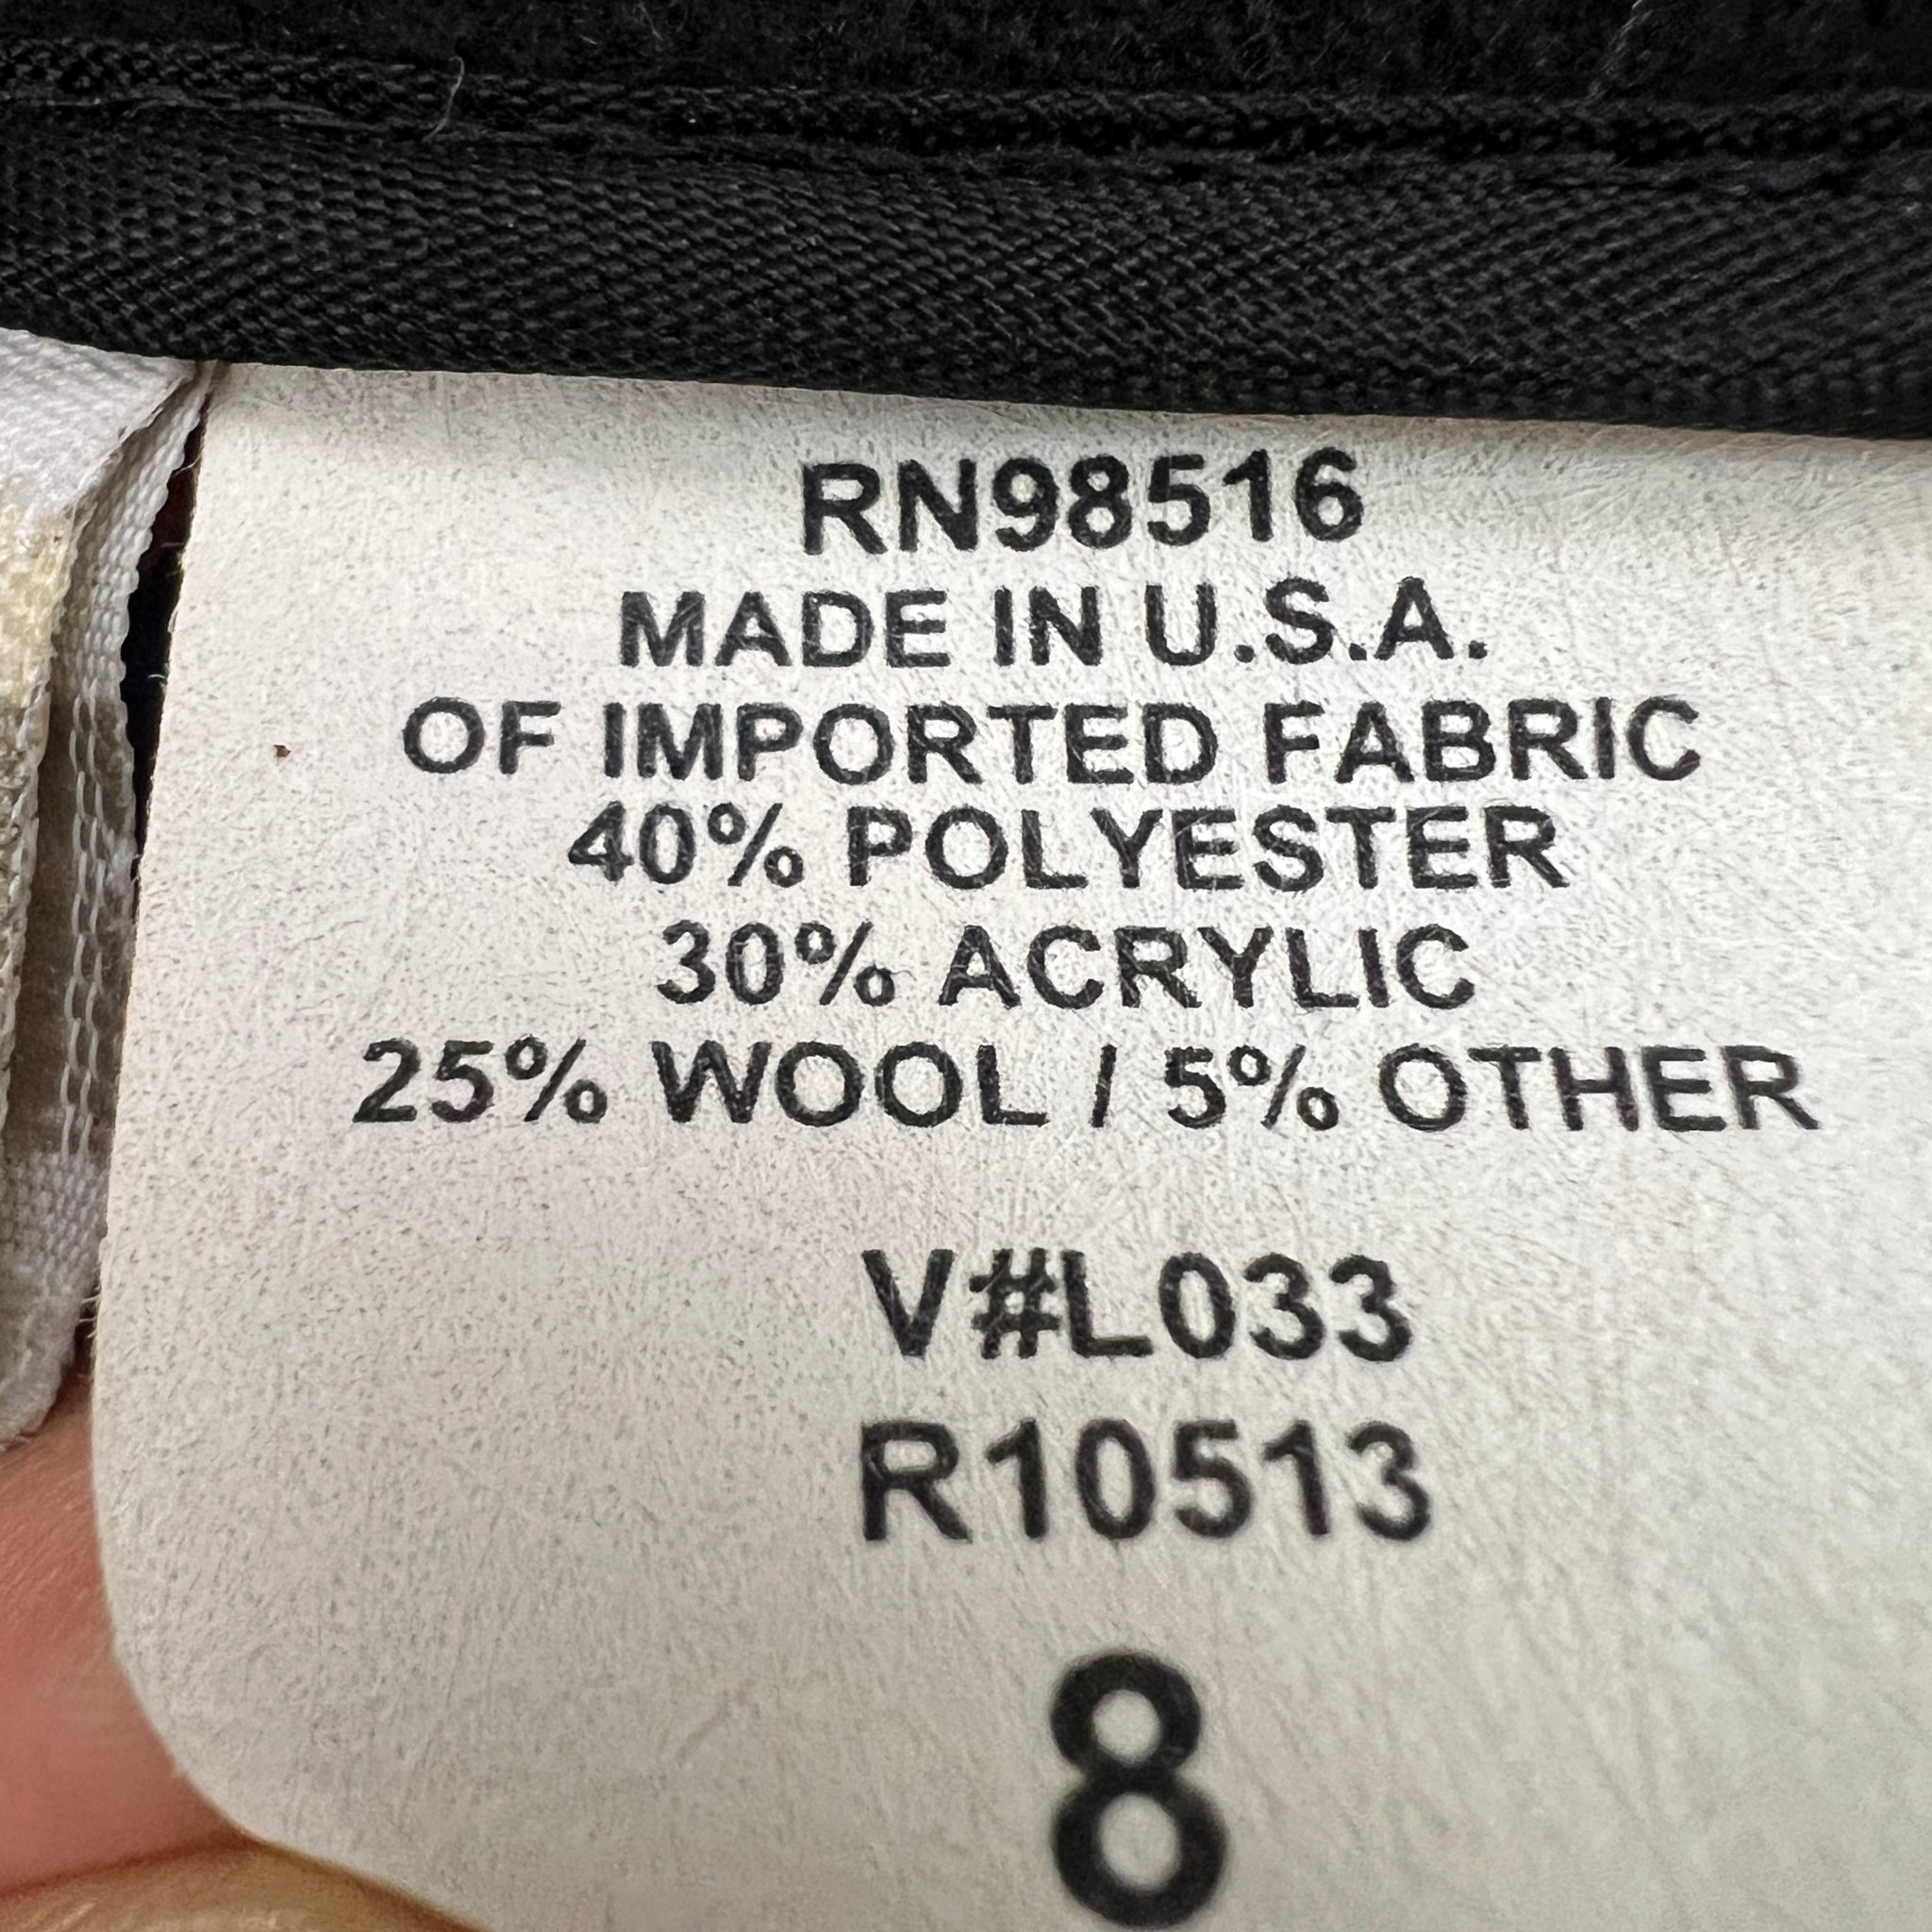 RN98516
MADE IN U.S.A.
OF IMPORTED FABRIC
40% POLYESTER
30% ACRYLIC
25% WOOL / 5% OTHER
V#L033
R10513
8